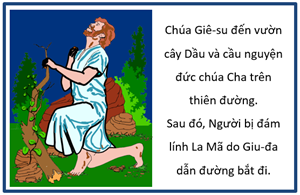 Chúa Giê-su đến vườn
cây Dầu và cầu nguyện
đức chúa Cha trên
thiên đường.
Sau đó, Người bị đám
lính La Mã do Giu-đa
dẫn đường bắt đi.